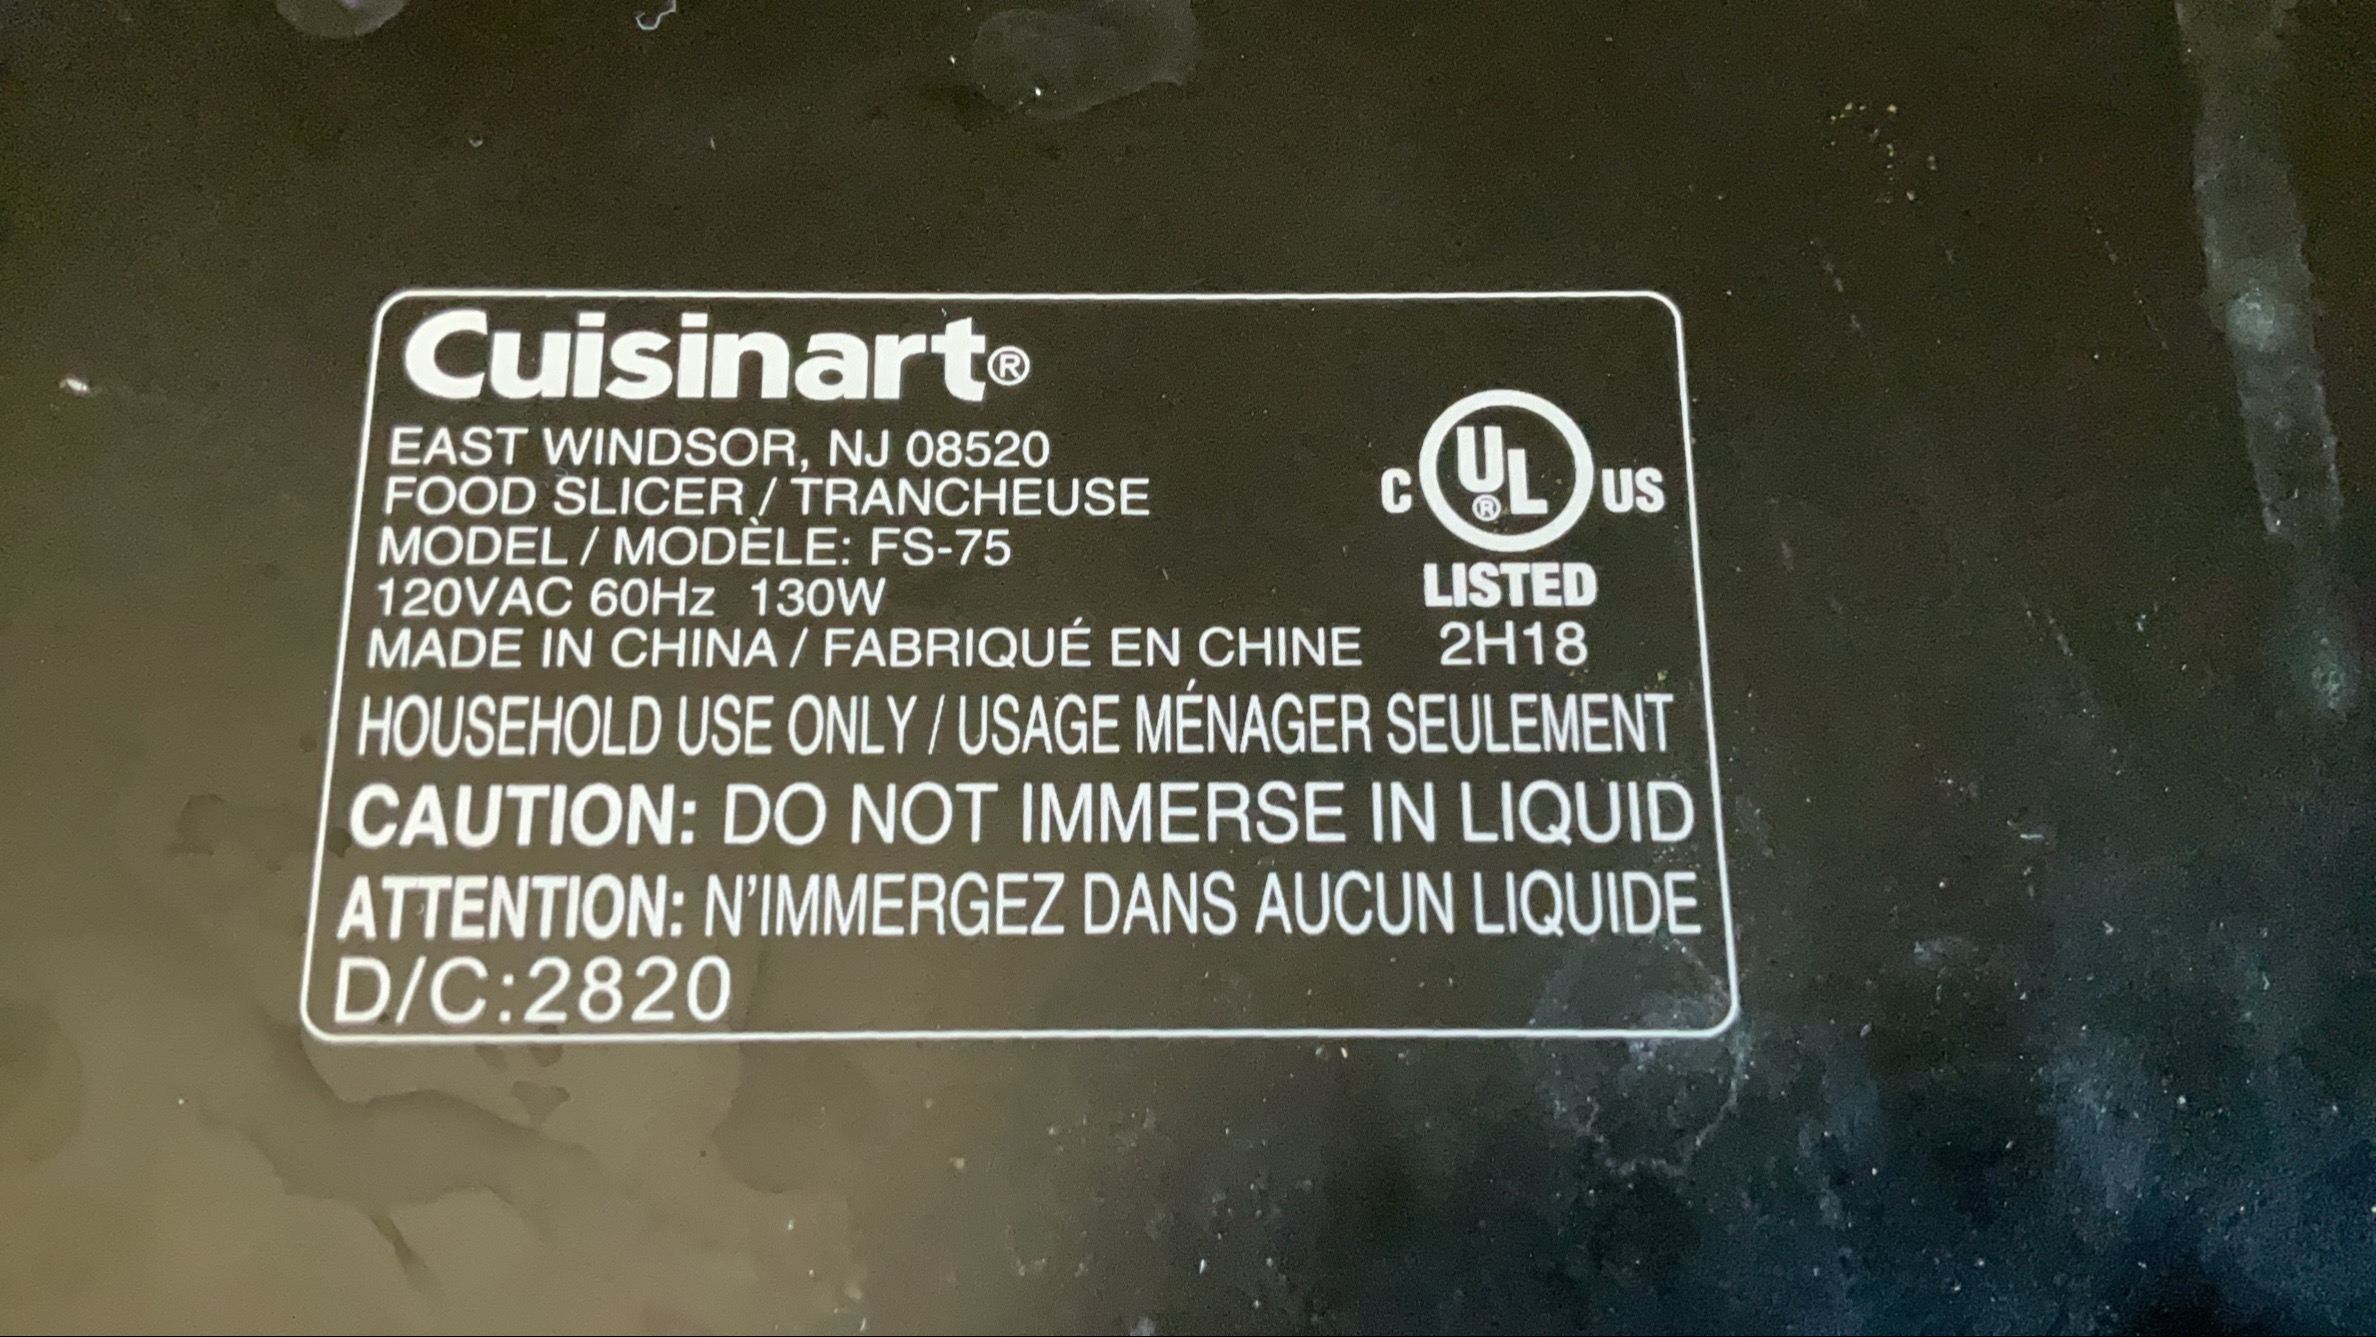 Cuisinart®
EAST WINDSOR, NJ 08520
FOOD SLICER / TRANCHEUSE
MODEL / MODÈLE: FS-75
120VAC 60Hz 130W
MADE IN CHINA / FABRIQUÉ EN CHINE
C UL® US
LISTED
2H18
HOUSEHOLD USE ONLY / USAGE MÉNAGER SEULEMENT
CAUTION: DO NOT IMMERSE IN LIQUID
ATTENTION: N'IMMERGEZ DANS AUCUN LIQUIDE
D/C:2820